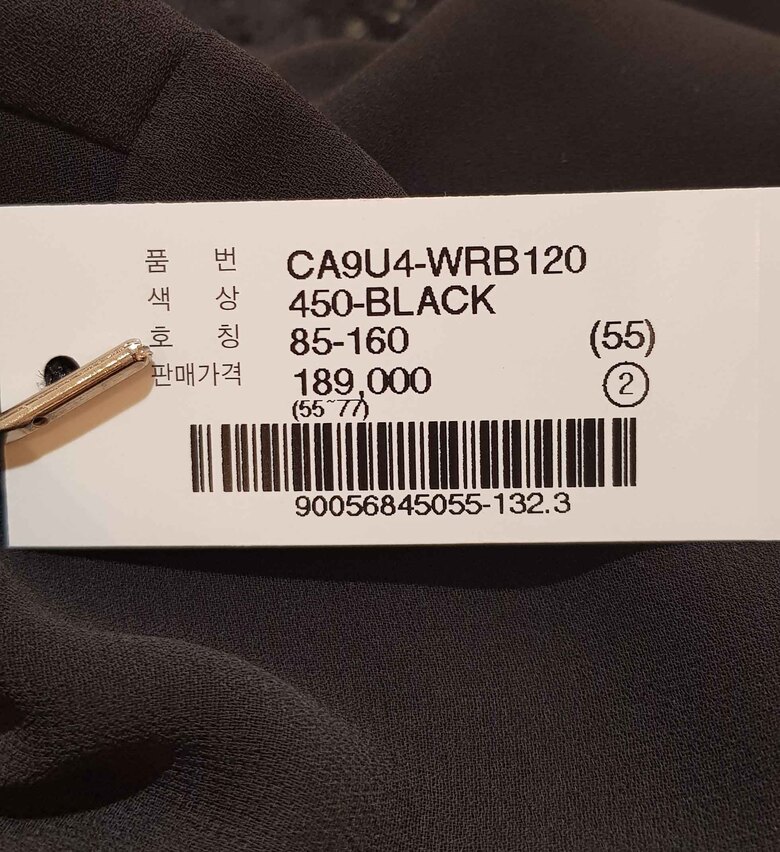 품 번 CA9U4-WRB120
색 상 450-BLACK
호 칭 85-160 (55)
판매가격 189,000 ②
(55~77)
90056845055-132.3